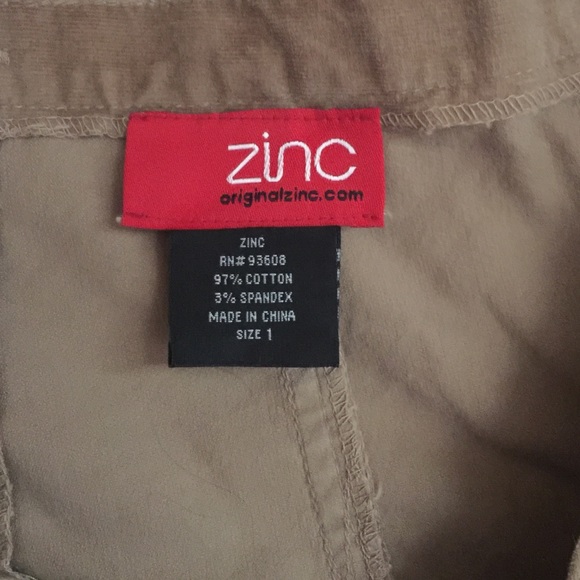 zinc
originalzinc.com
ZINC
RN# 93608
97% COTTON
3% SPANDEX
MADE IN CHINA
SIZE 1